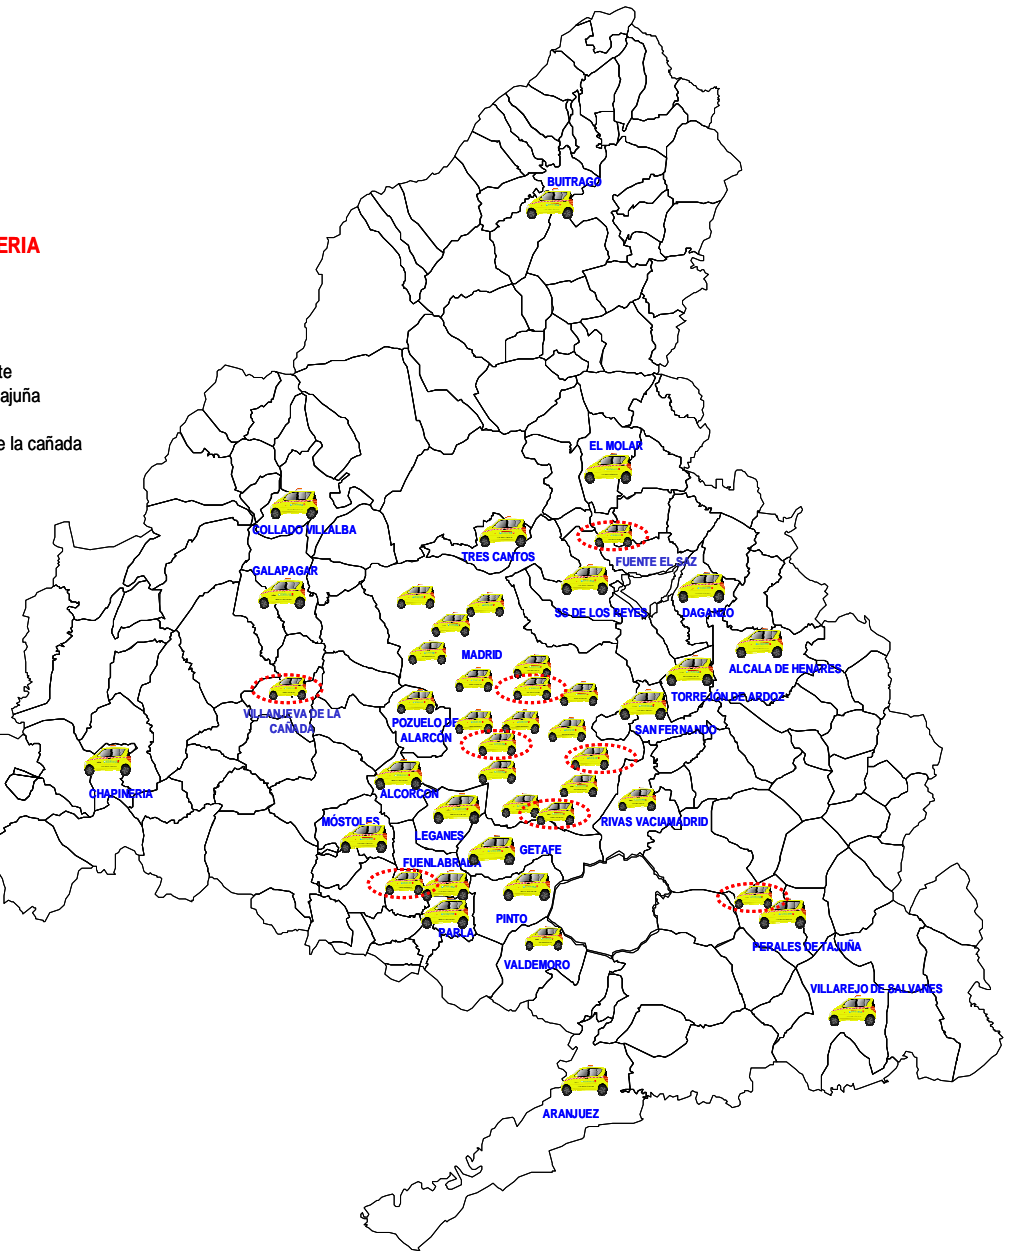 BUITRAGO
ERIA
te
ajuña
e la cañada
EL MOLAR
COLLADO VILLALBA
TRES CANTOS
FUENTE EL SAZ
GALAPAGAR
SS DE LOS REYES
DAGANZO
MADRID
ALCALA DE HENARES
TORREJÓN DE ARDOZ
VILLANUEVA DE LA
CAÑADA
POZUELO DE
ALARCÓN
SAN FERNANDO
CHAPINERIA
ALCORCON
MÓSTOLES
LEGANES
RIVAS VACIAMADRID
GETAFE
FUENLABRADA
PINTO
PARLA
PERALES DE TAJUÑA
VALDEMORO
VILLAREJO DE SALVANES
ARANJUEZ